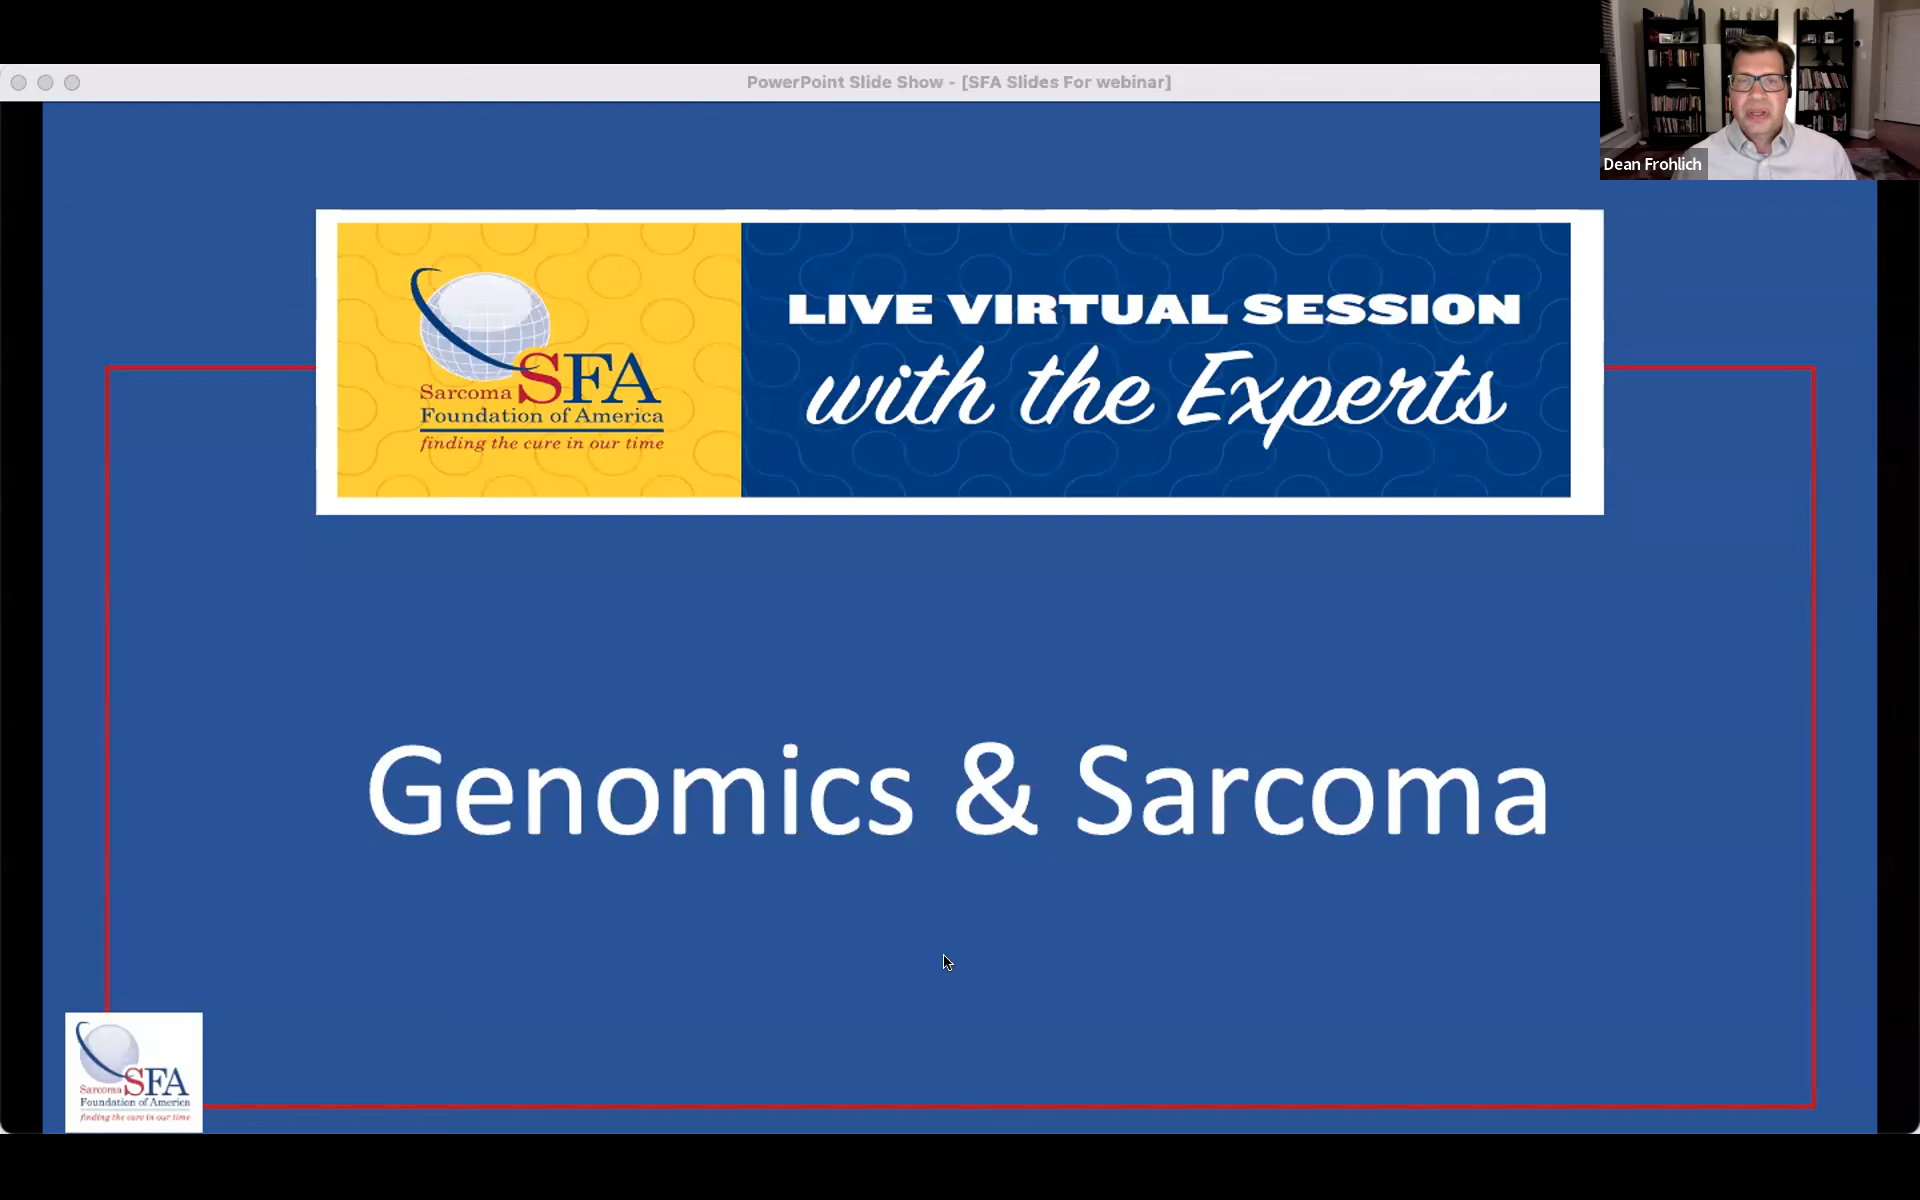 PowerPoint Slide Show - [SFA Slides For webinar]
Dean Frohlich
SFA
Sarcoma
Foundation of America
finding the cure in our time
LIVE VIRTUAL SESSION
with the Experts
Genomics & Sarcoma
SFA
Sarcoma
Foundation of America
finding the cure in our time